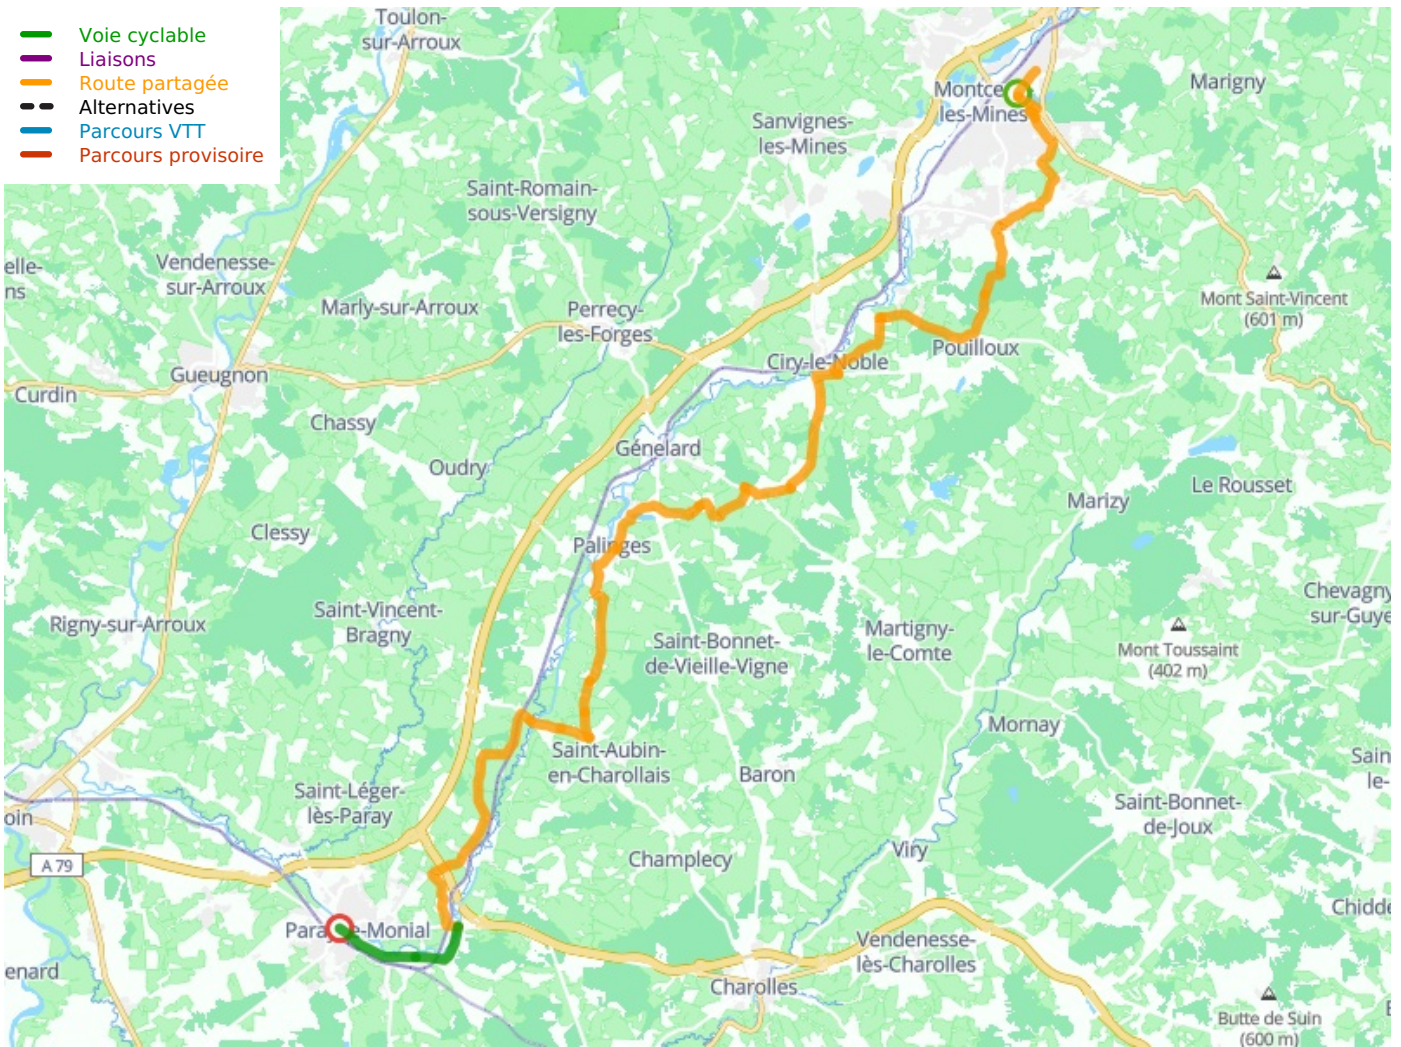 Voie cyclable
Liaisons
Route partagée
Alternatives
Parcours VTT
Parcours provisoire
Toulon-
sur-Arroux
Marigny
les-Mines
Sanvignes-
les-Mines
Saint-Romain-
sous-Versigny
elle-
ns
Vendenesse-
sur-Arroux
Marly-sur-Arroux
Perrecy-
les-Forges
Mont Saint-Vincent
(601 m)
Pouilloux
Ciry-le-Noble
Gueugnon
Curdin
Chassy
Génelard
Oudry
Le Rousset
Marizy
Clessy
Palinges
Chevagny
sur-Guye
Saint-Vincent-
Bragny
Rigny-sur-Arroux
Saint-Bonnet-
de-Vieille-Vigne
Martigny-
le-Comte
Mont Toussaint
(402 m)
Mornay
Saint-Aubin-
en-Charollais
Baron
Sain
le-
Saint-Léger-
lès-Paray
Saint-Bonnet-
de-Joux
oin
A 79
Champlecy
Viry
Chidde
Paray-le-Monial
Vendenesse-
lès-Charolles
enard
Charolles
Butte de Suin
(600 m)